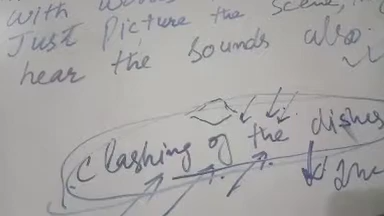 with
Just Picture the scene,
hear the sounds also.
Clashing of the dishes